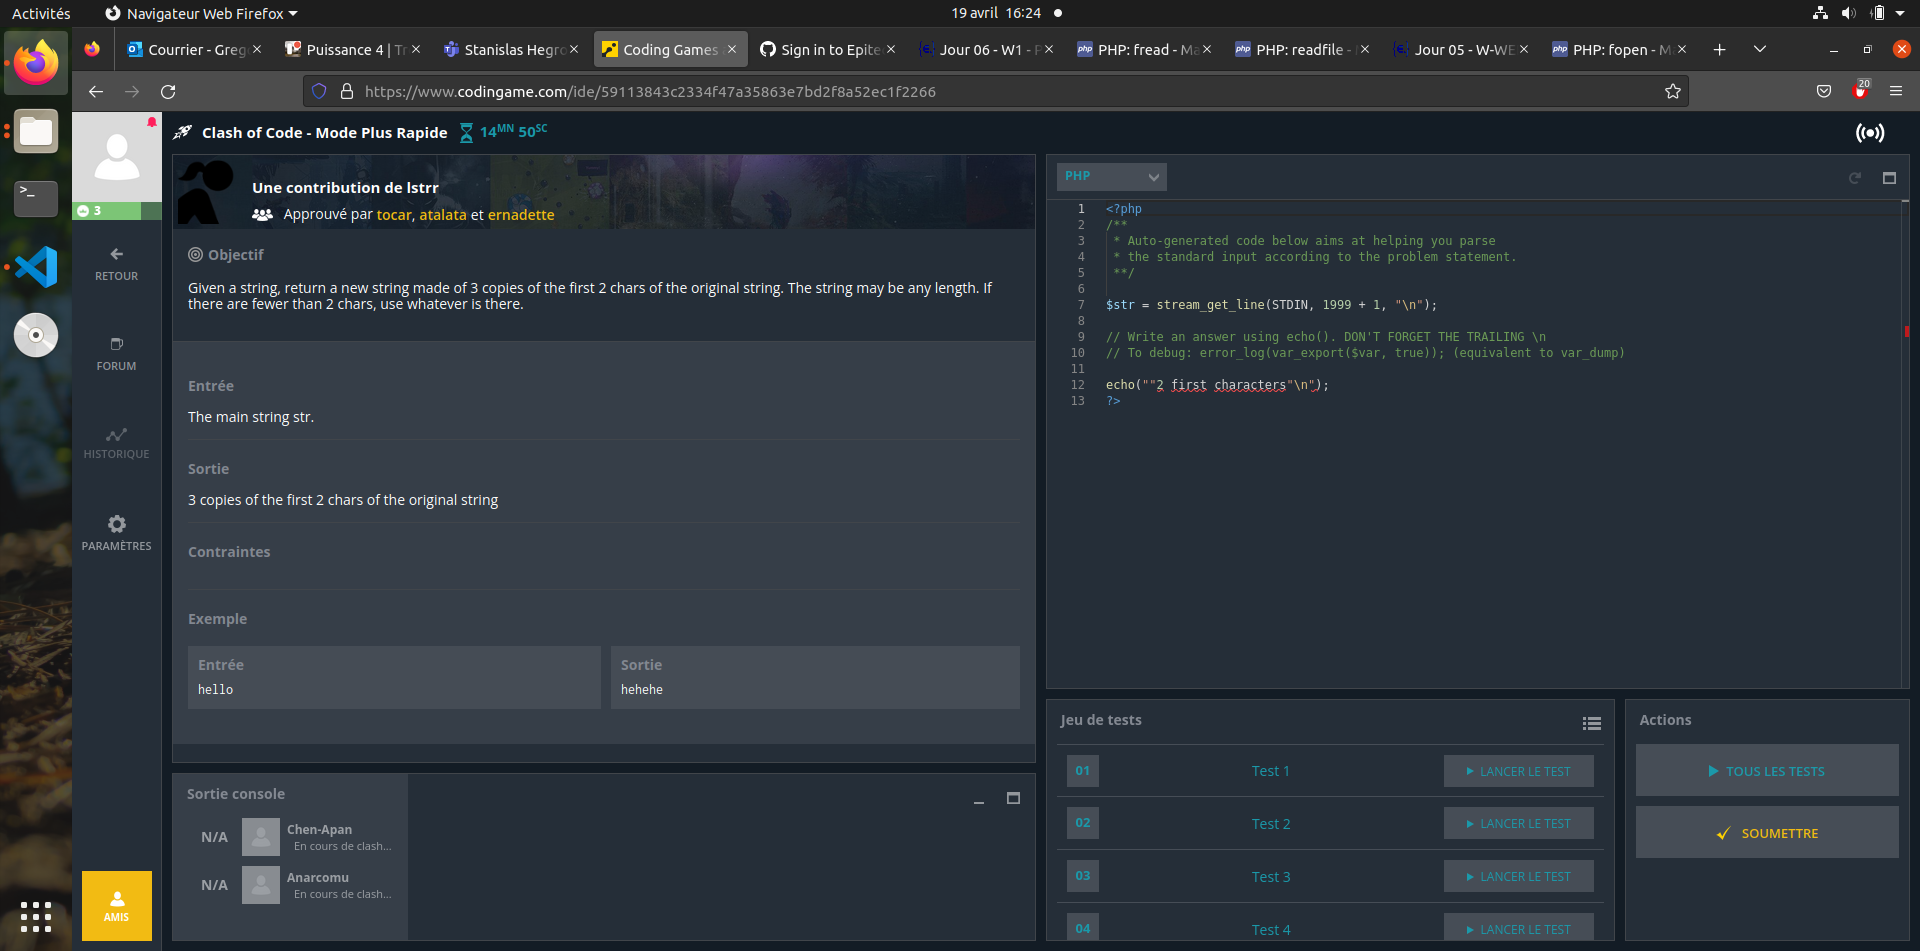 Activités
Navigateur Web Firefox
19 avril 16:24
Courrier - Greg
Puissance 4 | Tr
Stanislas Hegro
Coding Games
Sign in to Epite
Jour 06 - W1 - P
PHP: fread - Ma
PHP: readfile -
Jour 05 - W-WE
PHP: fopen - M
https://www.codingame.com/ide/59113843c2334f47a35863e7bd2f8a52ec1f2266
20
Clash of Code - Mode Plus Rapide
14MN 50SC
3
RETOUR
FORUM
HISTORIQUE
PARAMÈTRES
AMIS
Une contribution de lstrr
Approuvé par tocar, atalata et ernadette
Objectif
Given a string, return a new string made of 3 copies of the first 2 chars of the original string. The string may be any length. If
there are fewer than 2 chars, use whatever is there.
Entrée
The main string str.
Sortie
3 copies of the first 2 chars of the original string
Contraintes
Exemple
Entrée
hello
Sortie
hehehe
Sortie console
N/A
Chen-Apan
En cours de clash...
N/A
Anarcomu
En cours de clash...
PHP
1 <?php
2 /**
3 * Auto-generated code below aims at helping you parse
4 * the standard input according to the problem statement.
5 **/
6
7 $str = stream_get_line(STDIN, 1999 + 1, "\n");
8
9 // Write an answer using echo(). DON'T FORGET THE TRAILING \n
10 // To debug: error_log(var_export($var, true)); (equivalent to var_dump)
11
12 echo(""2 first characters"\n");
13 ?>
Jeu de tests
01 Test 1 LANCER LE TEST
02 Test 2 LANCER LE TEST
03 Test 3 LANCER LE TEST
04 Test 4 LANCER LE TEST
Actions
TOUS LES TESTS
SOUMETTRE